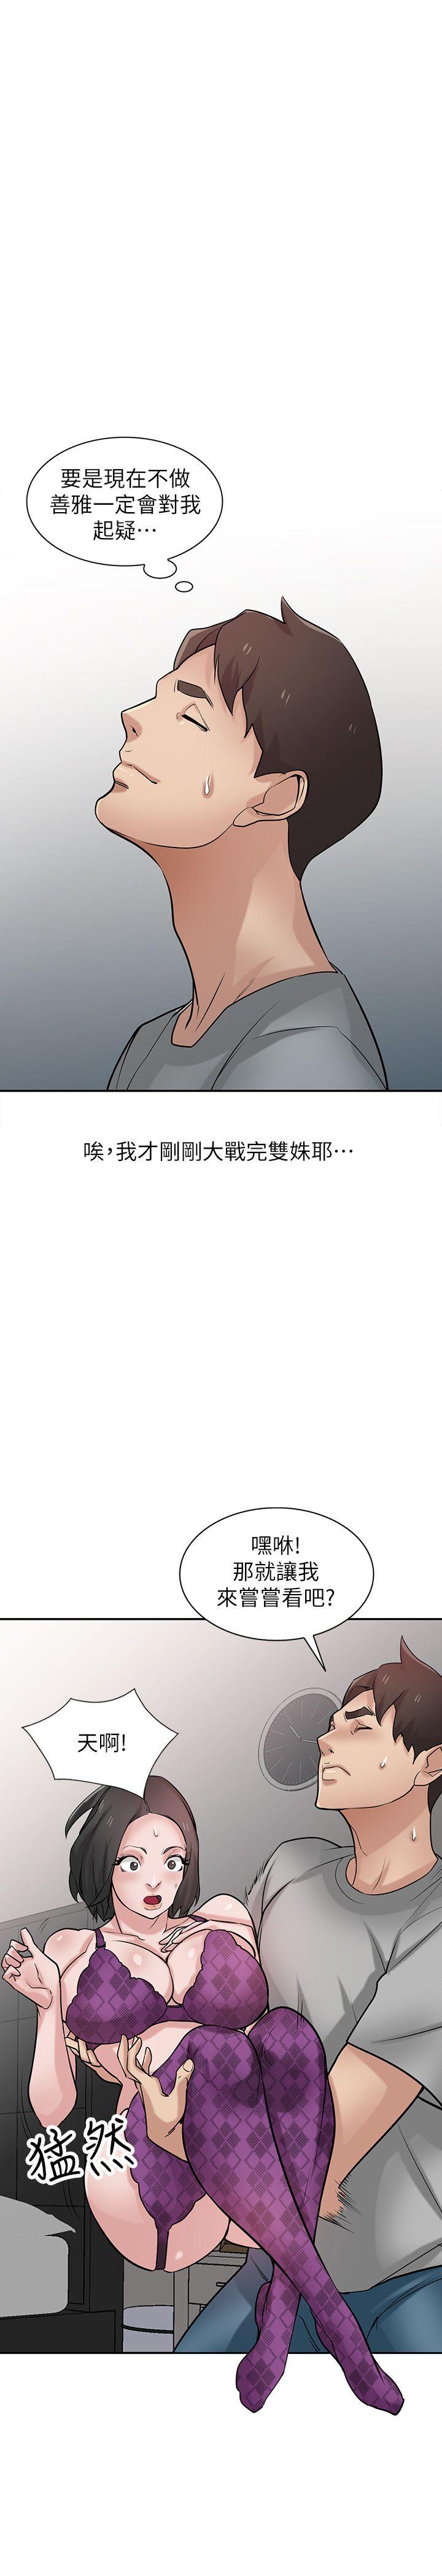 要是現在不做
善雅一定會對我
起疑⋯
唉，我才剛剛大戰完雙姝耶⋯
嘿咻!
那就讓我
來嘗嘗看吧?
天啊!
猛然